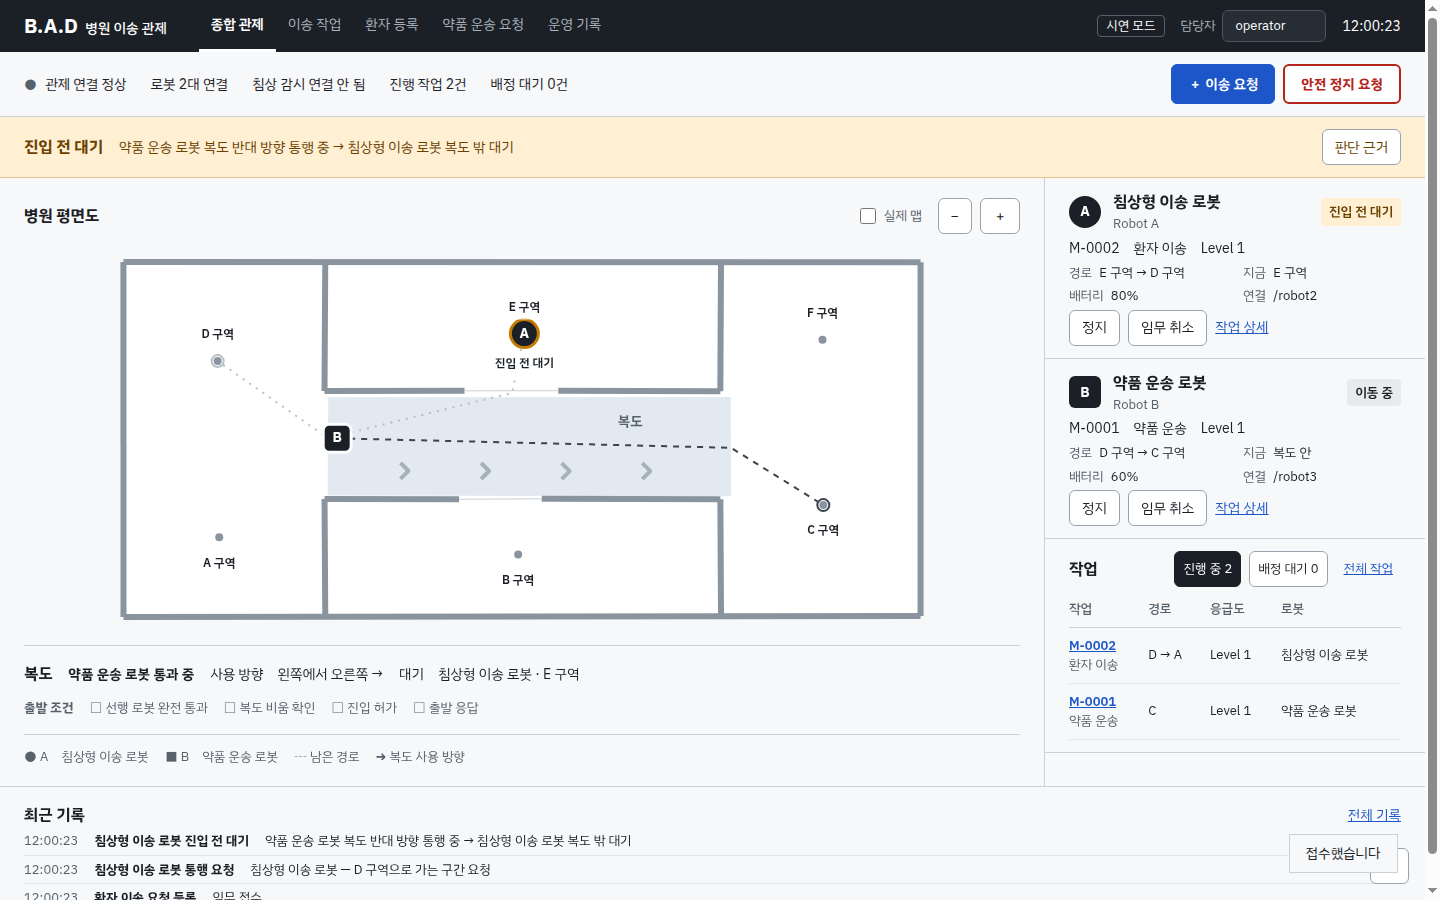 B.A.D 병원 이송 관제 종합 관제 이송 작업 환자 등록 약품 운송 요청 운영 기록 시연 모드 담당자 operator 12:00:23
관제 연결 정상 로봇 2대 연결 침상 감시 연결 안 됨 진행 작업 2건 배정 대기 0건 + 이송 요청 안전 정지 요청
진입 전 대기 약품 운송 로봇 복도 반대 방향 통행 중 → 침상형 이송 로봇 복도 밖 대기 판단 근거
병원 평면도 실제 맵 − +
E 구역
F 구역
D 구역
A
진입 전 대기
복도
B
C 구역
A 구역
B 구역
복도 약품 운송 로봇 통과 중 사용 방향 왼쪽에서 오른쪽 → 대기 침상형 이송 로봇 · E 구역
출발 조건 □ 선행 로봇 완전 통과 □ 복도 비움 확인 □ 진입 허가 □ 출발 응답
● A 침상형 이송 로봇 ■ B 약품 운송 로봇 --- 남은 경로 → 복도 사용 방향
A 침상형 이송 로봇 진입 전 대기
Robot A
M-0002 환자 이송 Level 1
경로 E 구역 → D 구역 지금 E 구역
배터리 80% 연결 /robot2
정지 임무 취소 작업 상세
B 약품 운송 로봇 이동 중
Robot B
M-0001 약품 운송 Level 1
경로 D 구역 → C 구역 지금 복도 안
배터리 60% 연결 /robot3
정지 임무 취소 작업 상세
작업 진행 중 2 배정 대기 0 전체 작업
작업 경로 응급도 로봇
M-0002 환자 이송 D → A Level 1 침상형 이송 로봇
M-0001 약품 운송 C Level 1 약품 운송 로봇
최근 기록 전체 기록
12:00:23 침상형 이송 로봇 진입 전 대기 약품 운송 로봇 복도 반대 방향 통행 중 → 침상형 이송 로봇 복도 밖 대기
12:00:23 침상형 이송 로봇 통행 요청 침상형 이송 로봇 — D 구역으로 가는 구간 요청
12:00:23 환자 이송 요청 등록 임무 접수
접수했습니다